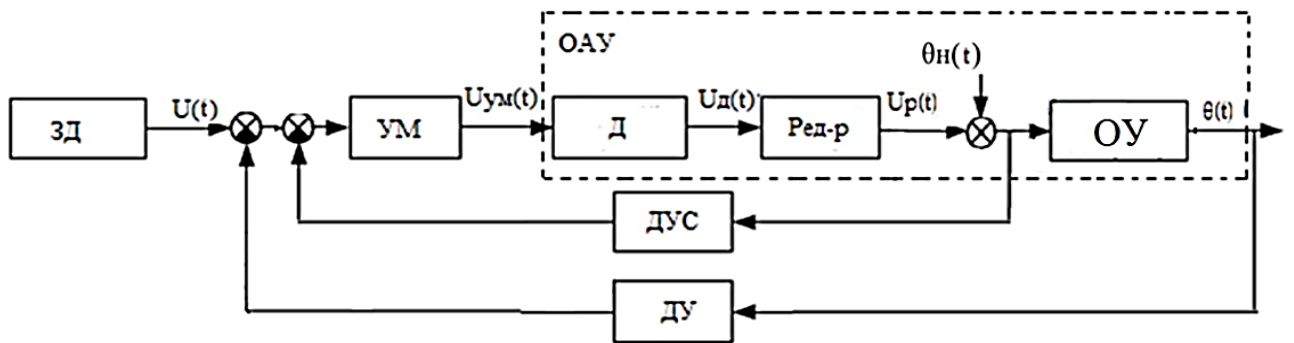 ОАУ
θн(t)
ЗД
U(t)
УМ
Uум(t)
Д
Uд(t)
Ред-р
Uр(t)
ОУ
θ(t)
ДУС
ДУ